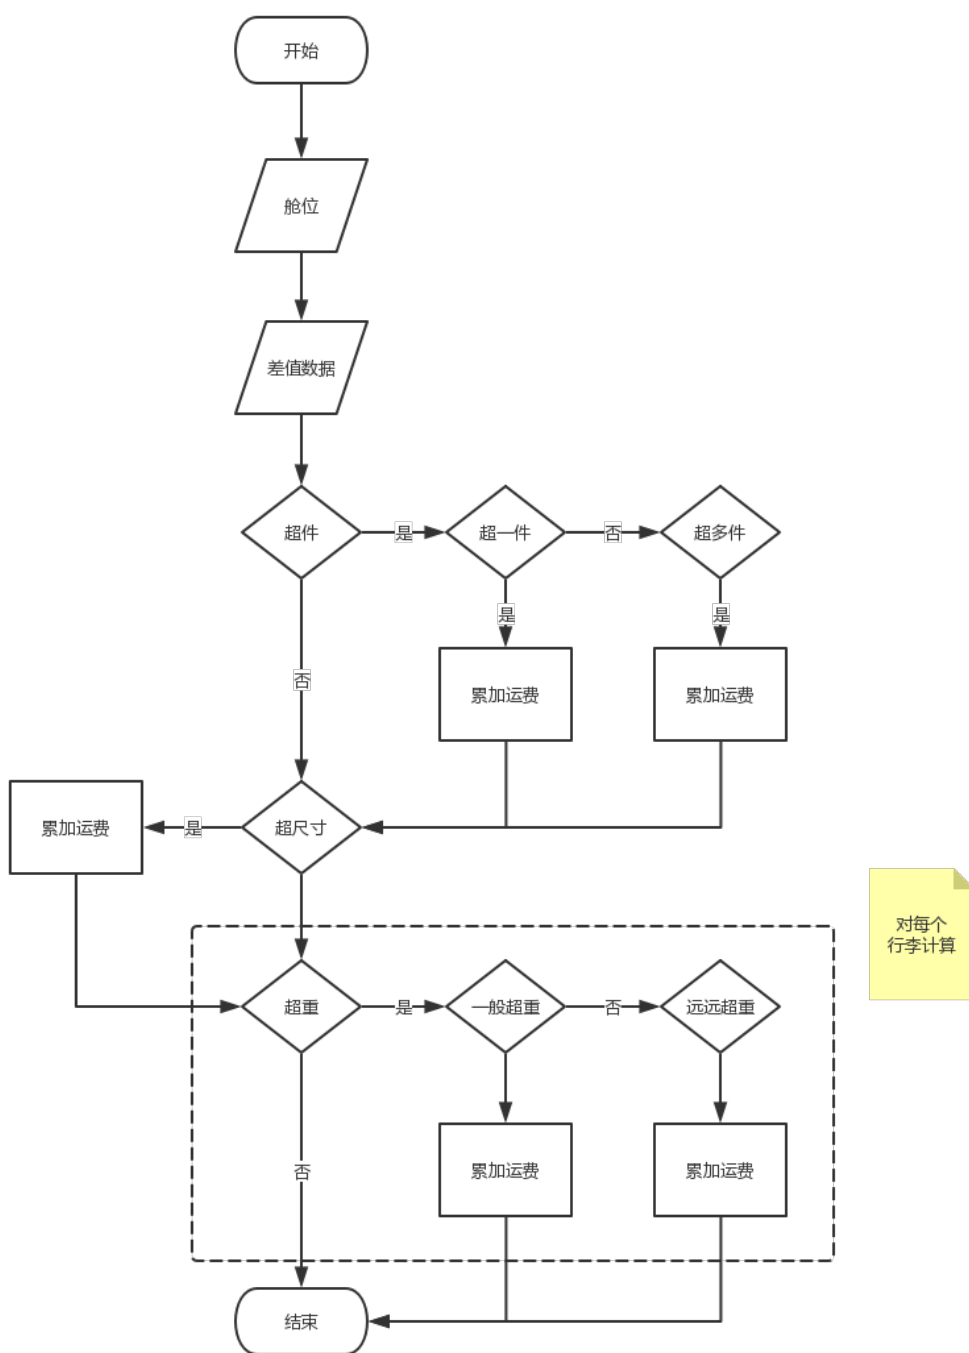 开始
舱位
差值数据
超件
是
超一件
否
超多件
是
是
否
累加运费
累加运费
累加运费
是
超尺寸
对每个
行李计算
超重
是
一般超重
否
远远超重
否
累加运费
累加运费
结束